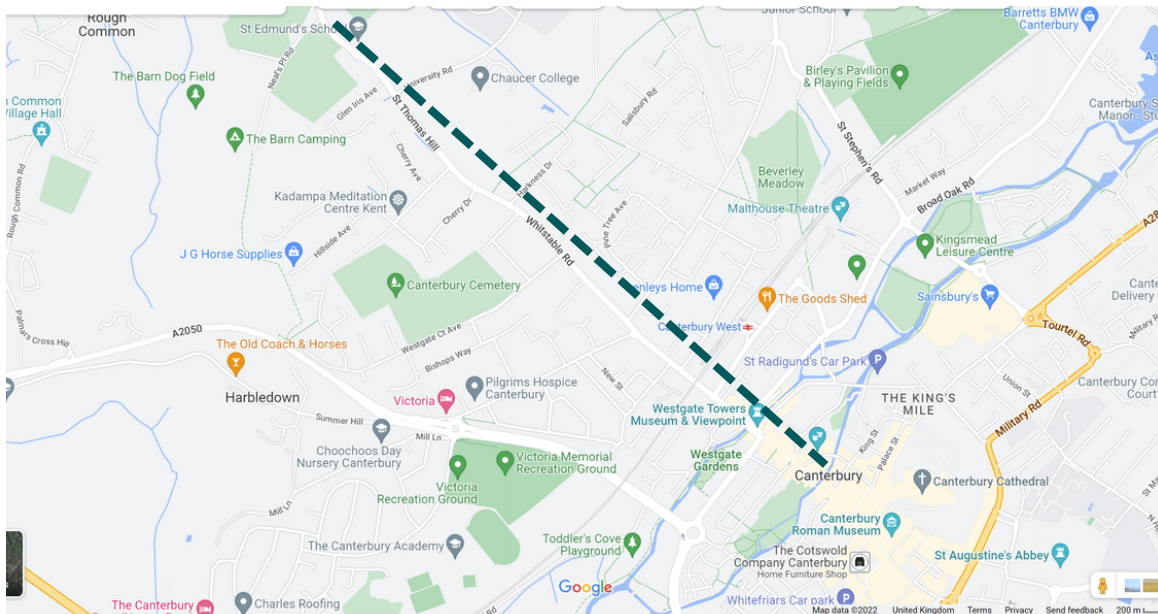 Rough
Common
St Edmund's School
Junior School
Barretts BMW
Canterbury
The Barn Dog Field
Neal's Pl Rd
University Rd
Chaucer College
Birley's Pavilion
& Playing Fields
Common
Village Hall
Glen Iris Ave
St Thomas Hill
Salisbury Rd
Canterbury S
Manor - Stu
The Barn Camping
St Stephen's Rd
Cherry Ave
Harkness Dr
Beverley
Meadow
Market Way
Broad Oak Rd
Rough Common Rd
Kadampa Meditation
Centre Kent
Cherry Dr
Pine Tree Ave
Malthouse Theatre
A28
Hillside Ave
Whitstable Rd
J G Horse Supplies
Kingsmead
Leisure Centre
Canterbury Cemetery
enleys Home
The Goods Shed
Sainsbury's
Cante
Delivery O
Palmars Cross Hill
A2050
Westgate Ct Ave
Canterbury West
Tourtel Rd
Military Rd
The Old Coach & Horses
Bishops Way
St Radigund's Car Park
New St
Union St
Harbledown
Pilgrims Hospice
Canterbury
Victoria
Westgate Towers
Museum & Viewpoint
THE KING'S
MILE
Canterbury Cor
Court
Military Rd
Summer Hill
Mill Ln
King St
Palace St
Choochoos Day
Nursery Canterbury
Victoria Memorial
Recreation Ground
Westgate
Gardens
Canterbury
Canterbury Cathedral
Victoria
Recreation Ground
St Ma
Mill Ln
N Ho
Canterbury
Roman Museum
The Canterbury Academy
Toddler's Cove
Playground
The Cotswold
Company Canterbury
Home Furniture Shop
St Augustine's Abbey
Google
The Canterbury
Charles Roofing
Whitefriars Car park
Map data ©2022 United Kingdom Terms Privacy Send feedback 200 m